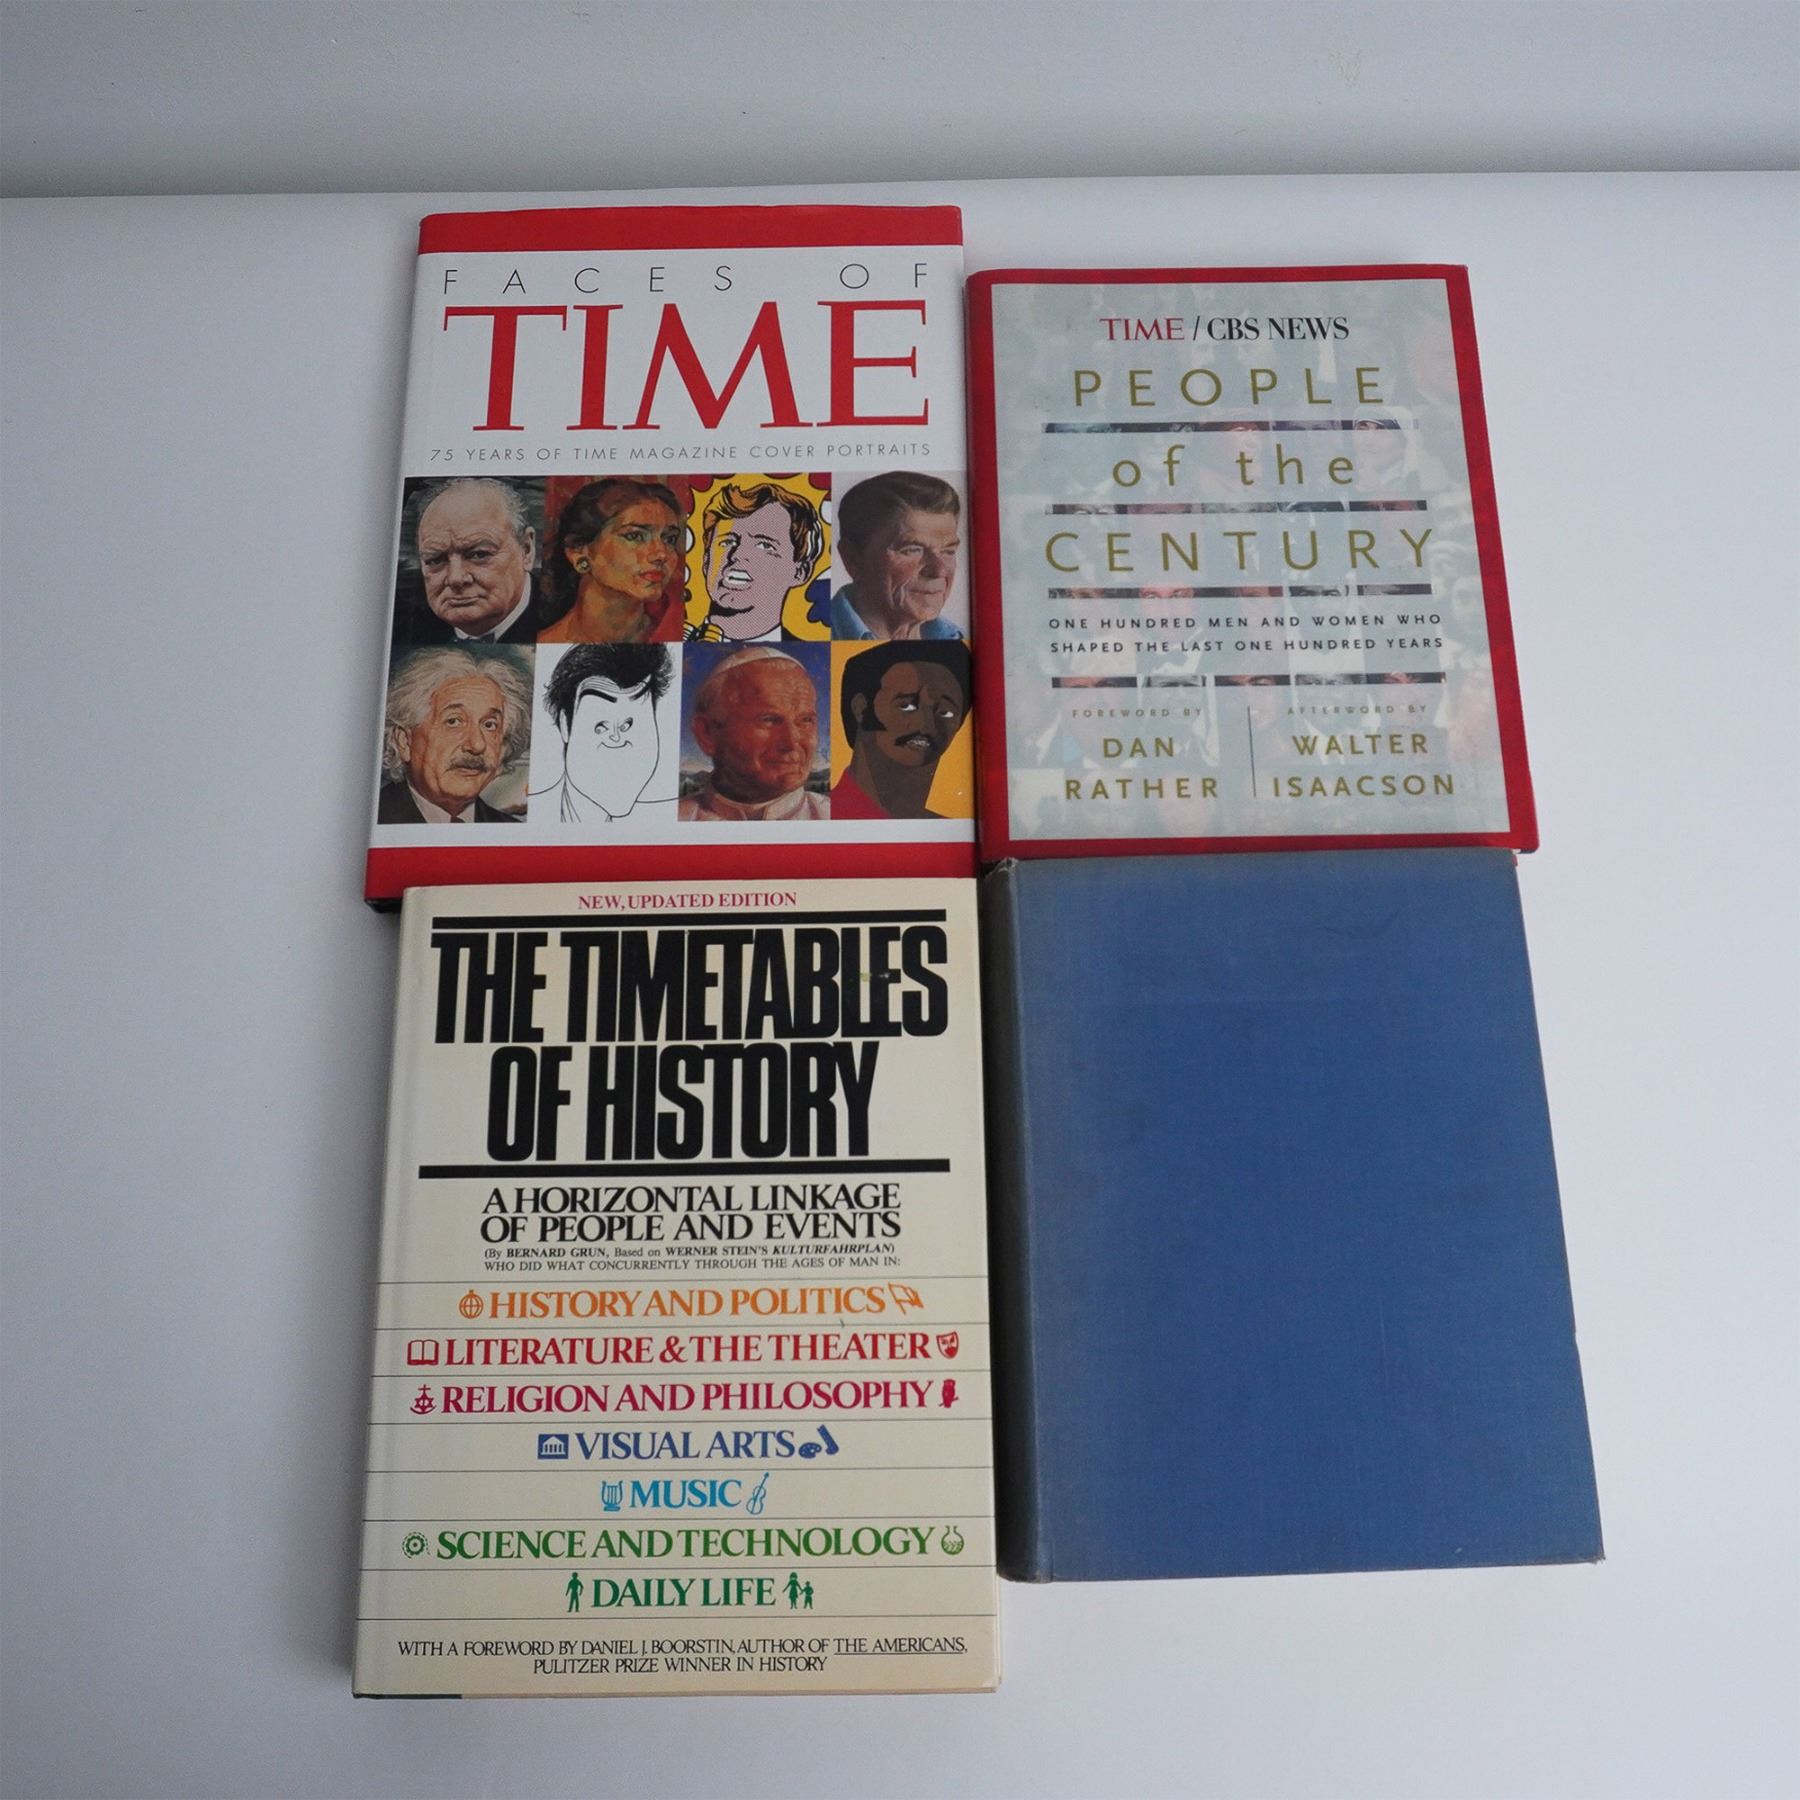 FACES OF
TIME
75 YEARS OF TIME MAGAZINE COVER PORTRAITS
TIME / CBS NEWS
PEOPLE
of the
CENTURY
ONE HUNDRED MEN AND WOMEN WHO
SHAPED THE LAST ONE HUNDRED YEARS
FOREWORD BY
DAN
RATHER
AFTERWORD BY
WALTER
ISAACSON
NEW, UPDATED EDITION
THE TIMETABLES
OF HISTORY
A HORIZONTAL LINKAGE
OF PEOPLE AND EVENTS
(By BERNARD GRUN, Based on WERNER STEIN'S KULTURFAHRPLAN)
WHO DID WHAT CONCURRENTLY THROUGH THE AGES OF MAN IN:
HISTORY AND POLITICS
LITERATURE & THE THEATER
RELIGION AND PHILOSOPHY
VISUAL ARTS
MUSIC
SCIENCE AND TECHNOLOGY
DAILY LIFE
WITH A FOREWORD BY DANIEL J. BOORSTIN, AUTHOR OF THE AMERICANS,
PULITZER PRIZE WINNER IN HISTORY